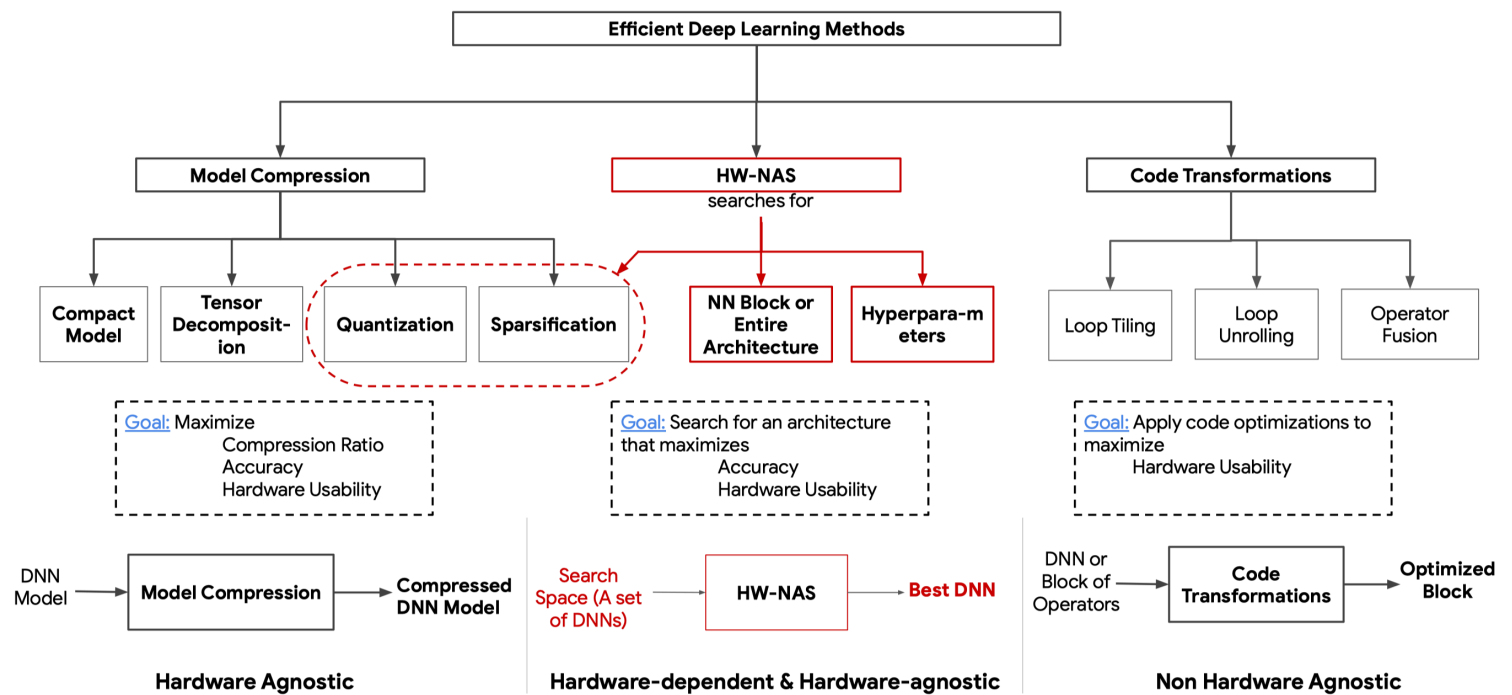 Efficient Deep Learning Methods
Model Compression
HW-NAS
searches for
Code Transformations
Compact
Model
Tensor
Decomposit-
ion
Quantization
Sparsification
NN Block or
Entire
Architecture
Hyperpara-m
eters
Loop Tiling
Loop
Unrolling
Operator
Fusion
Goal: Maximize
Compression Ratio
Accuracy
Hardware Usability
Goal: Search for an architecture
that maximizes
Accuracy
Hardware Usability
Goal: Apply code optimizations to
maximize
Hardware Usability
DNN
Model
Model Compression
Compressed
DNN Model
Hardware Agnostic
Search
Space (A set
of DNNs)
HW-NAS
Best DNN
Hardware-dependent & Hardware-agnostic
DNN or
Block of
Operators
Code
Transformations
Optimized
Block
Non Hardware Agnostic